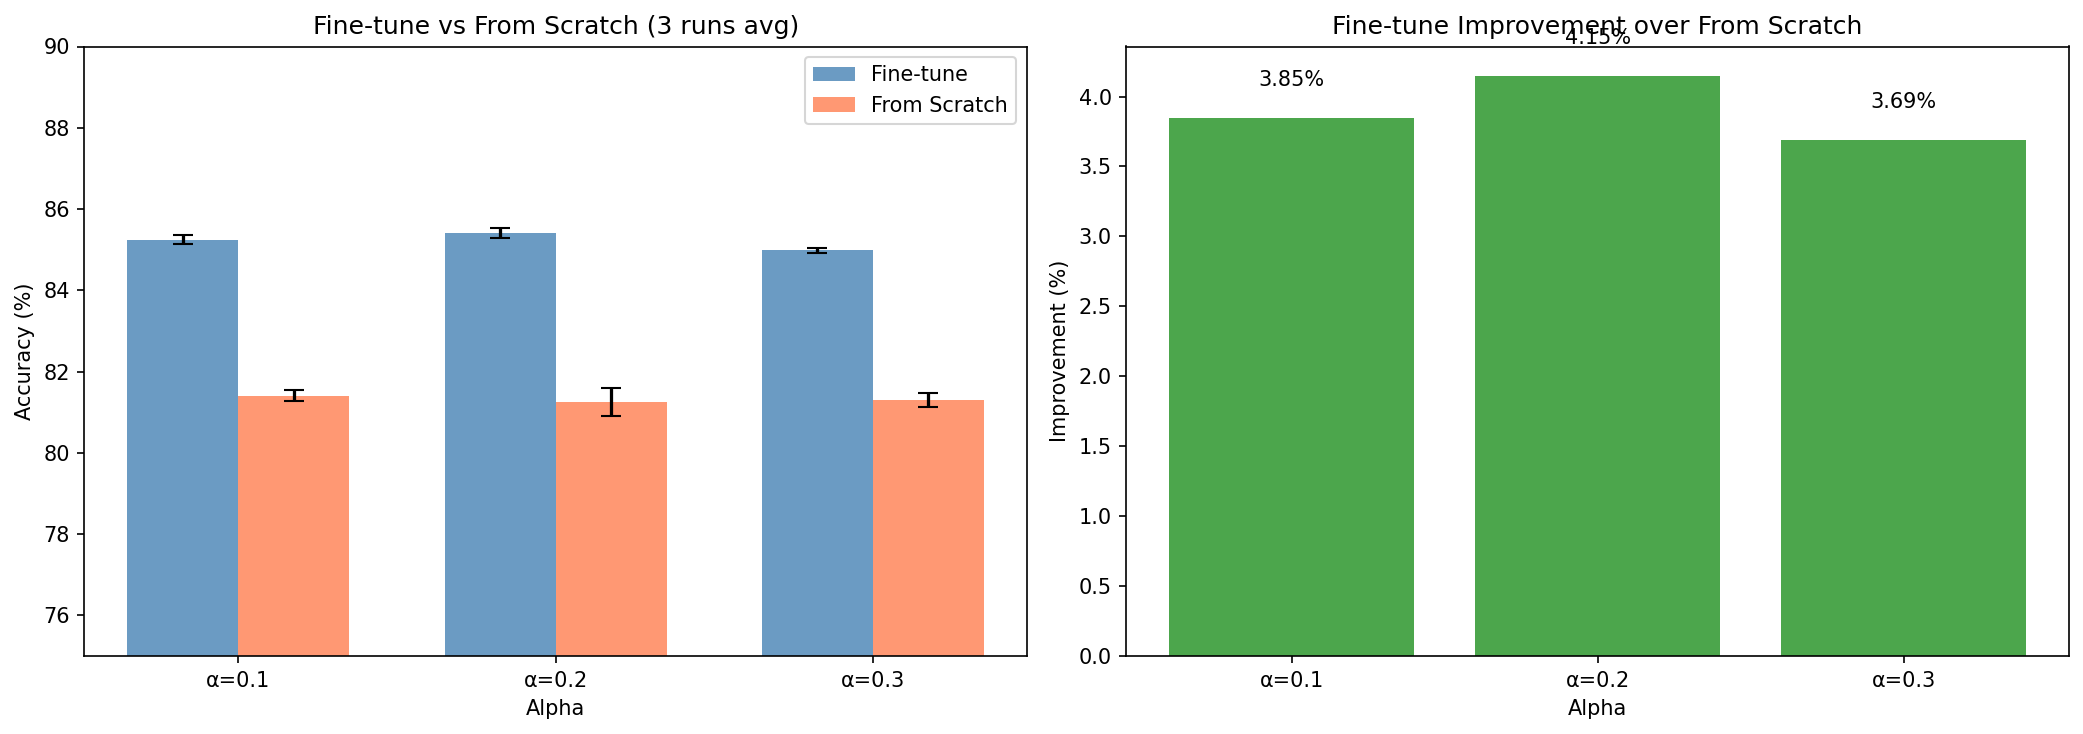 Fine-tune vs From Scratch (3 runs avg)
90
88
86
84
82
80
78
76
Accuracy (%)
Fine-tune
From Scratch
α=0.1
α=0.2
α=0.3
Alpha
Fine-tune Improvement over From Scratch
4.0
3.5
3.0
2.5
2.0
1.5
1.0
0.5
0.0
Improvement (%)
3.85%
4.15%
3.69%
α=0.1
α=0.2
α=0.3
Alpha